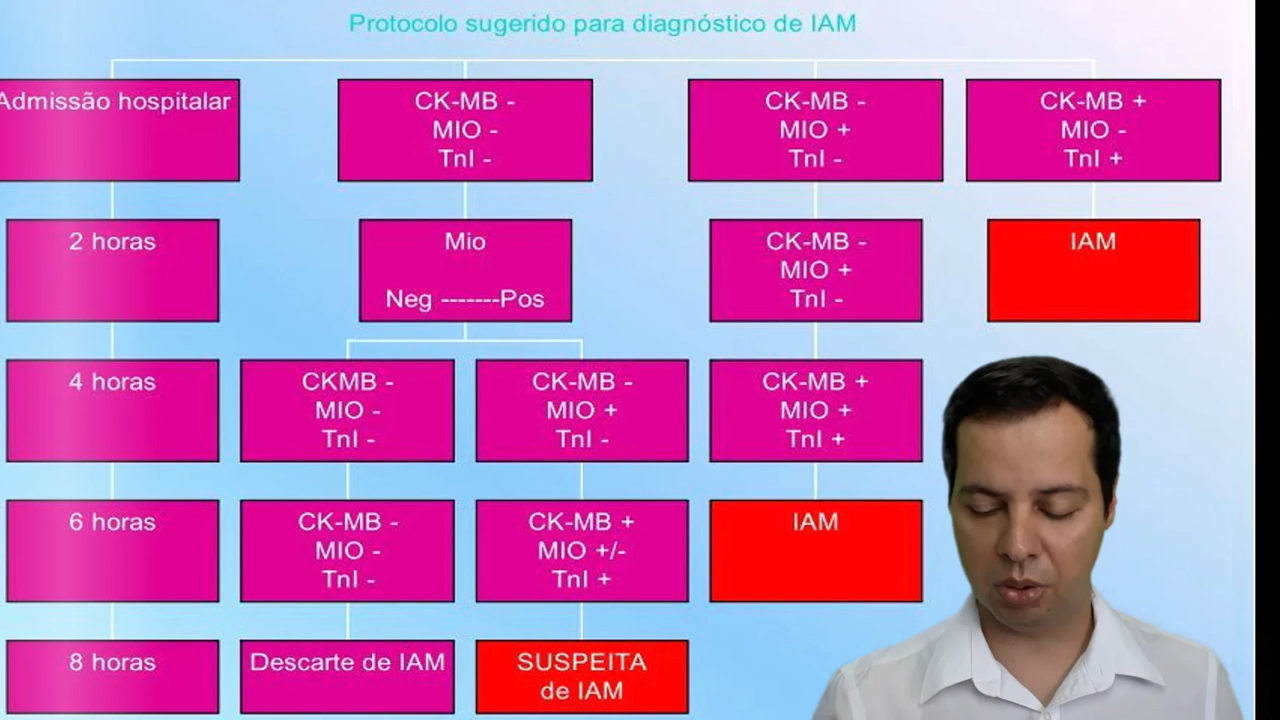 Protocolo sugerido para diagnóstico de IAM
Admissão hospitalar
CK-MB -
MIO -
TnI -
CK-MB -
MIO +
TnI -
CK-MB +
MIO -
TnI +
2 horas
Mio
Neg -------Pos
CK-MB -
MIO +
TnI -
IAM
4 horas
CKMB -
MIO -
TnI -
CK-MB -
MIO +
TnI -
CK-MB +
MIO +
TnI +
6 horas
CK-MB -
MIO -
TnI -
CK-MB +
MIO +/-
TnI +
IAM
8 horas
Descarte de IAM
SUSPEITA
de IAM